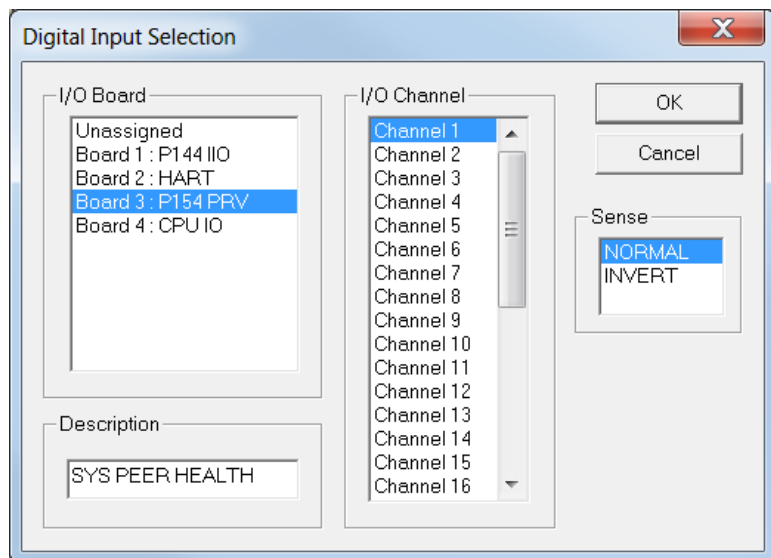 Digital Input Selection
I/O Board
Unassigned
Board 1 : P144 IIO
Board 2 : HART
Board 3 : P154 PRV
Board 4 : CPU IO
Description
SYS PEER HEALTH
I/O Channel
Channel 1
Channel 2
Channel 3
Channel 4
Channel 5
Channel 6
Channel 7
Channel 8
Channel 9
Channel 10
Channel 11
Channel 12
Channel 13
Channel 14
Channel 15
Channel 16
OK
Cancel
Sense
NORMAL
INVERT